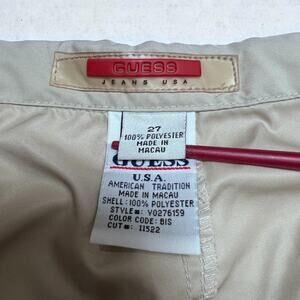 GUESS
JEANS USA
27
100% POLYESTER
MADE IN
MACAU
GUESS
U.S.A.
AMERICAN TRADITION
MADE IN MACAU
SHELL: 100% POLYESTER
STYLE#: V0276159
COLOR CODE: BIS
CUT#: 11522